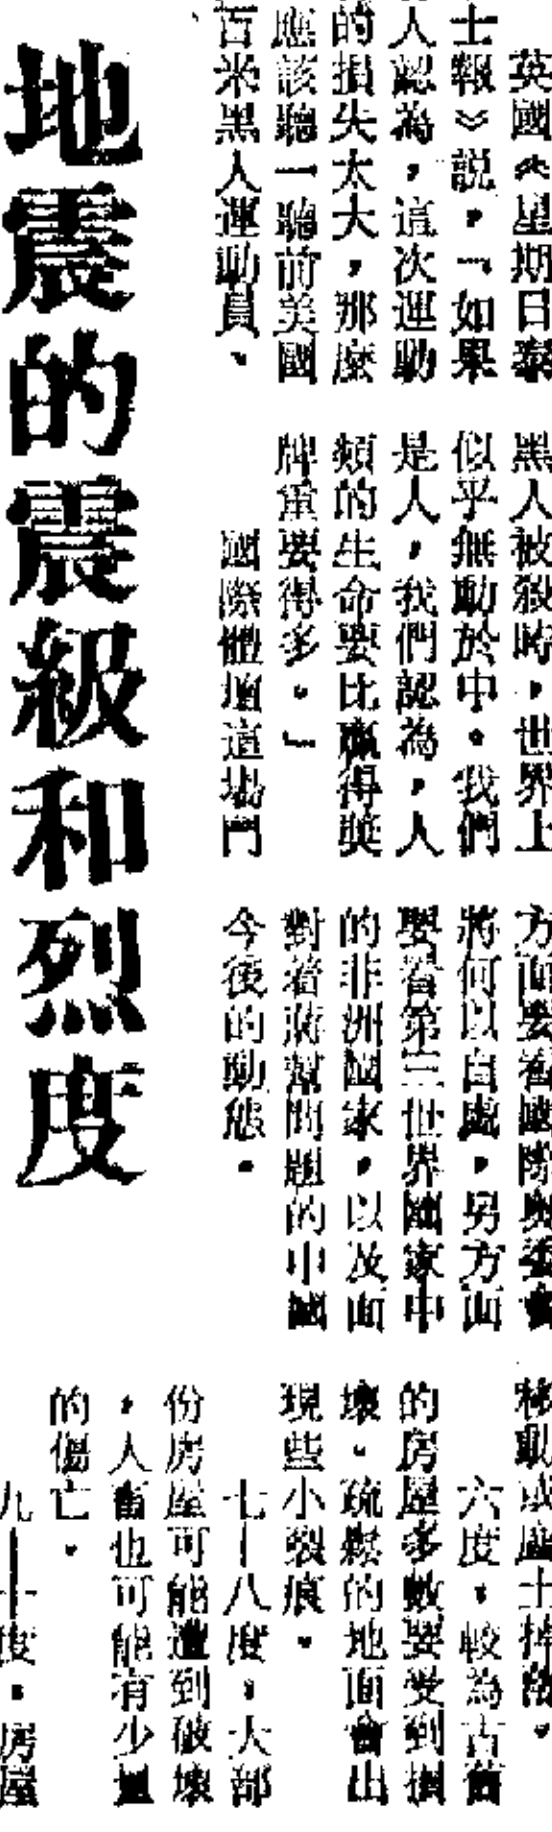 英國《星期日泰
士報》說，「如果
人認為，這次運動
的損失太大，那麼
應該聽一聽前美國
百米黑人運動員、
黑人被殺時，世界上
似乎無動於中。我們
是人，我們認為，人
類的生命要比贏得獎
牌重要得多。」
國際體壇這場鬥
方面要看國際奧委會
將何以自處，另方面
要看第三世界國家中
的非洲國家，以及面
對着蔣幫問題的中國
今後的動態。
地震的震級和烈度
移動或塵土掉落。
六度，較為古舊
的房屋多數要受到損
壞。疏鬆的地面會出
現些小裂痕。
七—八度，大部
份房屋可能遭到破壞
，人畜也可能有少量
的傷亡。
九—十度，房屋